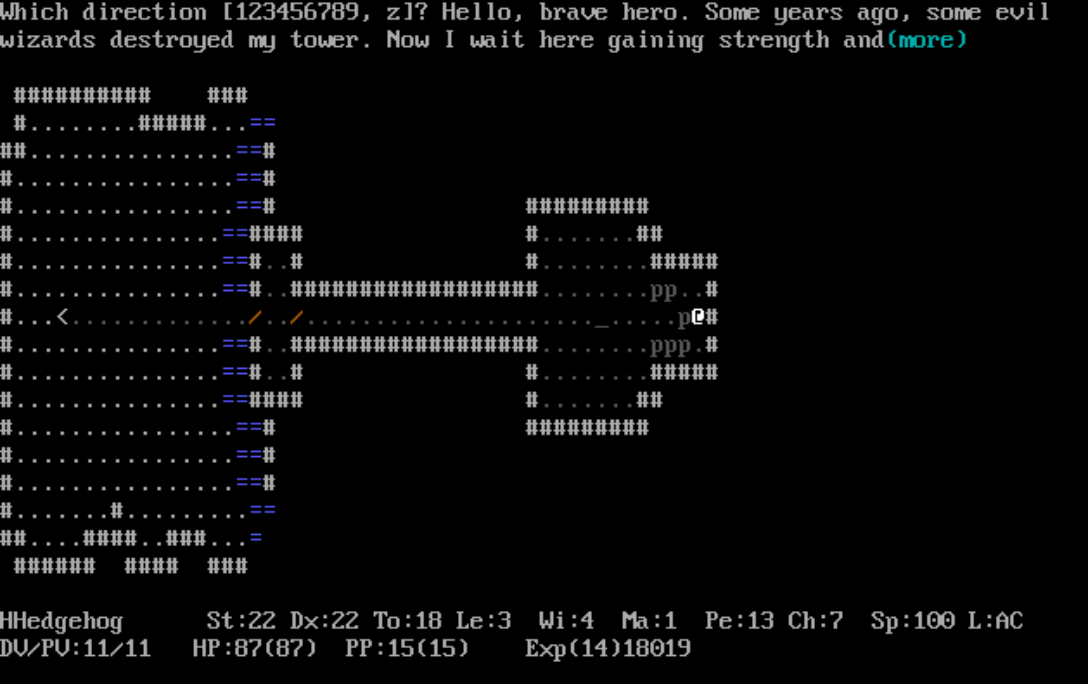 Which direction [123456789, z]? Hello, brave hero. Some years ago, some evil
wizards destroyed my tower. Now I wait here gaining strength and(more)
 ##########    ###
 #........#####...==
##...............==#
#................==#
#................==#                  #########
#...............==####                #.......##
#...............==#..#                #........#####
#...............==#..##################........pp..#
#...<............./../....................._.....p@#
#...............==#..##################........ppp.#
#...............==#..#                #........#####
#...............==####                #.......##
#................==#                  #########
#................==#
#................==#
#.......#.........==
##....####..###...=
 ######  ####  ###
HHedgehog      St:22 Dx:22 To:18 Le:3  Wi:4  Ma:1  Pe:13 Ch:7  Sp:100 L:AC
DV/PV:11/11   HP:87(87)  PP:15(15)    Exp(14)18019